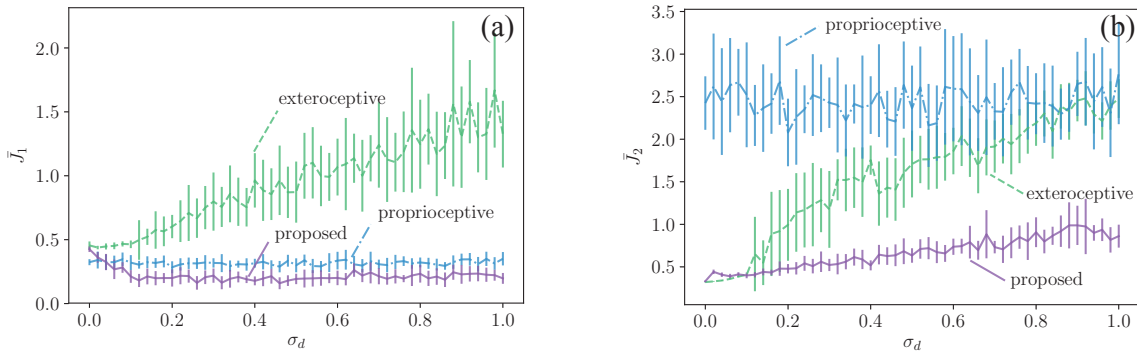 (a)
2.0
1.5
1.0
0.5
0.0
J̄₁
exteroceptive
proprioceptive
proposed
0.0 0.2 0.4 0.6 0.8 1.0
σ_d
(b)
3.5
3.0
2.5
2.0
1.5
1.0
0.5
J̄₂
proprioceptive
exteroceptive
proposed
0.0 0.2 0.4 0.6 0.8 1.0
σ_d